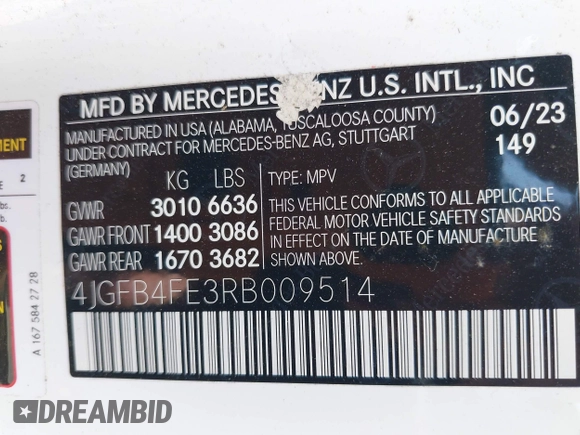 MFD BY MERCEDES-BENZ U.S. INTL., INC
MANUFACTURED IN USA (ALABAMA, TUSCALOOSA COUNTY)
UNDER CONTRACT FOR MERCEDES-BENZ AG, STUTTGART
(GERMANY)
06/23
149
KG LBS
GVWR 3010 6636
GAWR FRONT 1400 3086
GAWR REAR 1670 3682
TYPE: MPV
THIS VEHICLE CONFORMS TO ALL APPLICABLE
FEDERAL MOTOR VEHICLE SAFETY STANDARDS
IN EFFECT ON THE DATE OF MANUFACTURE
SHOWN ABOVE.
4JGFB4FE3RB009514
A 167 584 27 28
2
DREAMBID